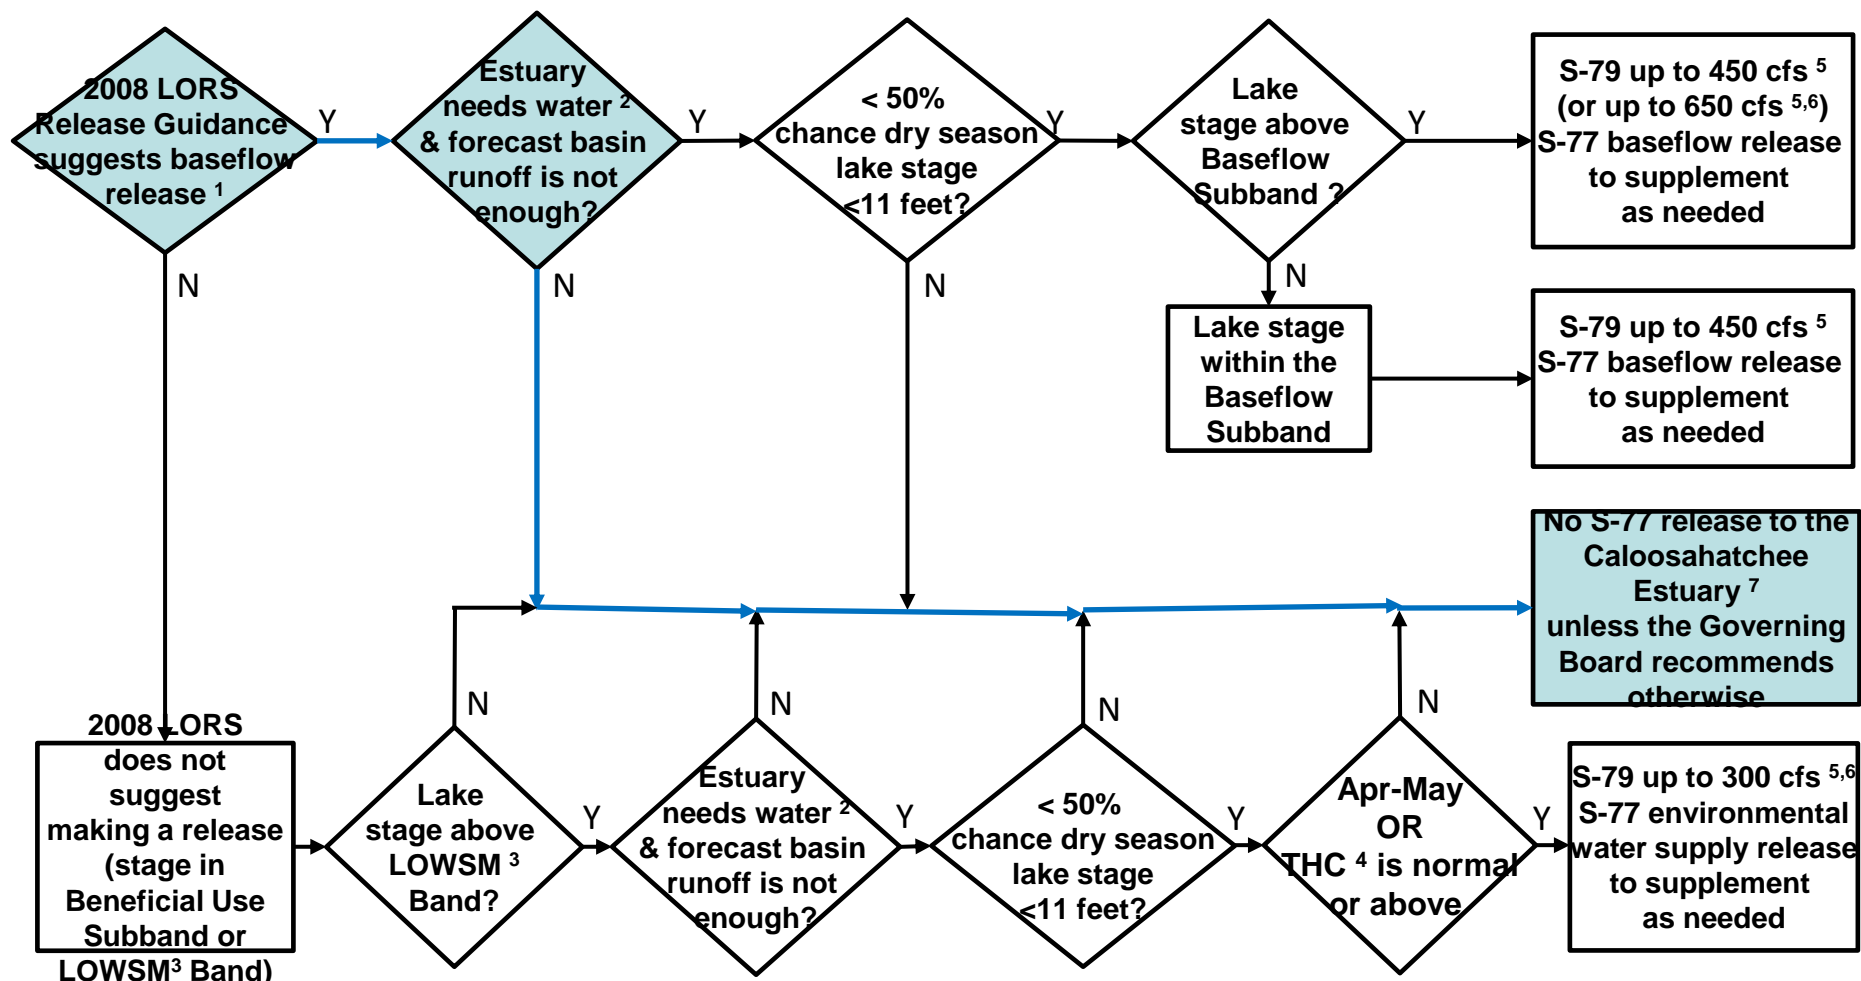 2008 LORS
Release Guidance
suggests baseflow
release 1
Y
N
Estuary
needs water 2
& forecast basin
runoff is not
enough?
Y
N
< 50%
chance dry season
lake stage
<11 feet?
Y
N
Lake
stage above
Baseflow
Subband ?
Y
N
S-79 up to 450 cfs 5
(or up to 650 cfs 5,6)
S-77 baseflow release
to supplement
as needed
Lake stage
within the
Baseflow
Subband
S-79 up to 450 cfs 5
S-77 baseflow release
to supplement
as needed
No S-77 release to the
Caloosahatchee
Estuary 7
unless the Governing
Board recommends
otherwise
2008 LORS
does not
suggest
making a release
(stage in
Beneficial Use
Subband or
LOWSM3 Band)
Lake
stage above
LOWSM 3
Band?
N
Y
Estuary
needs water 2
& forecast basin
runoff is not
enough?
N
Y
< 50%
chance dry season
lake stage
<11 feet?
N
Y
Apr-May
OR
THC 4 is normal
or above
N
Y
S-79 up to 300 cfs 5,6
S-77 environmental
water supply release
to supplement
as needed